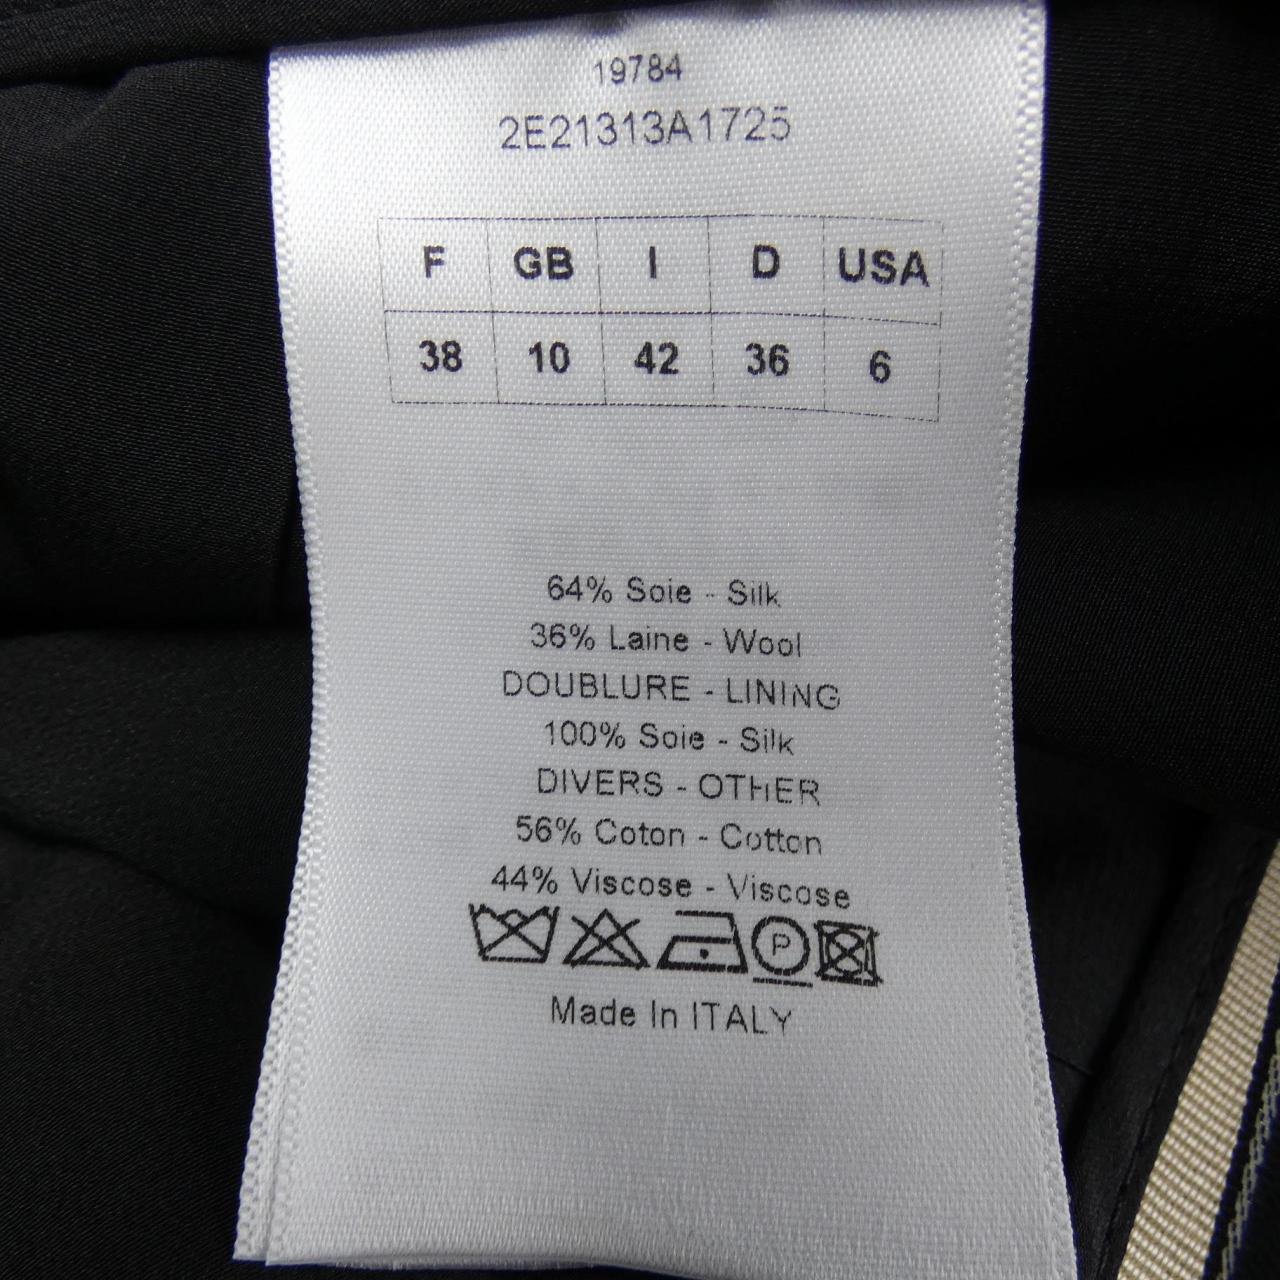 19784
2E21313A1725
F GB I D USA
38 10 42 36 6
64% Soie - Silk
36% Laine - Wool
DOUBLURE - LINING
100% Soie - Silk
DIVERS - OTHER
56% Coton - Cotton
44% Viscose - Viscose
P
Made In ITALY